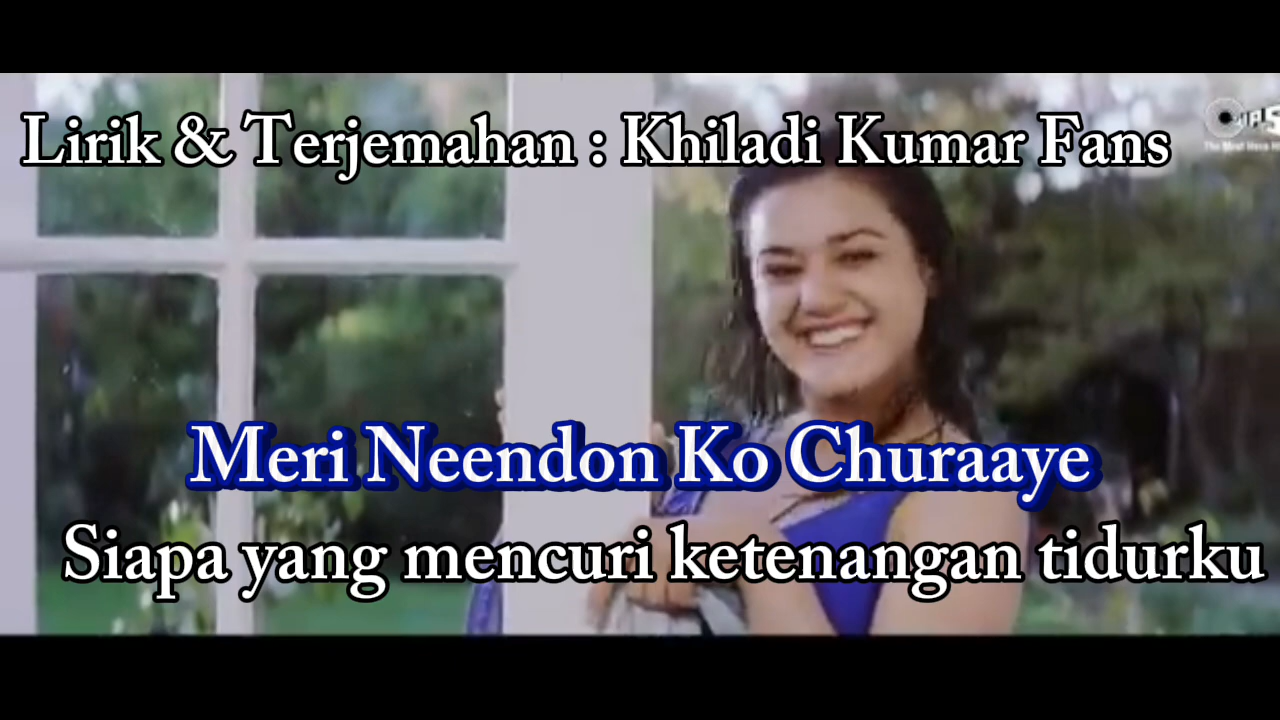 Lirik & Terjemahan : Khiladi Kumar Fans
Meri Neendon Ko Churaaye
Siapa yang mencuri ketenangan tidurku